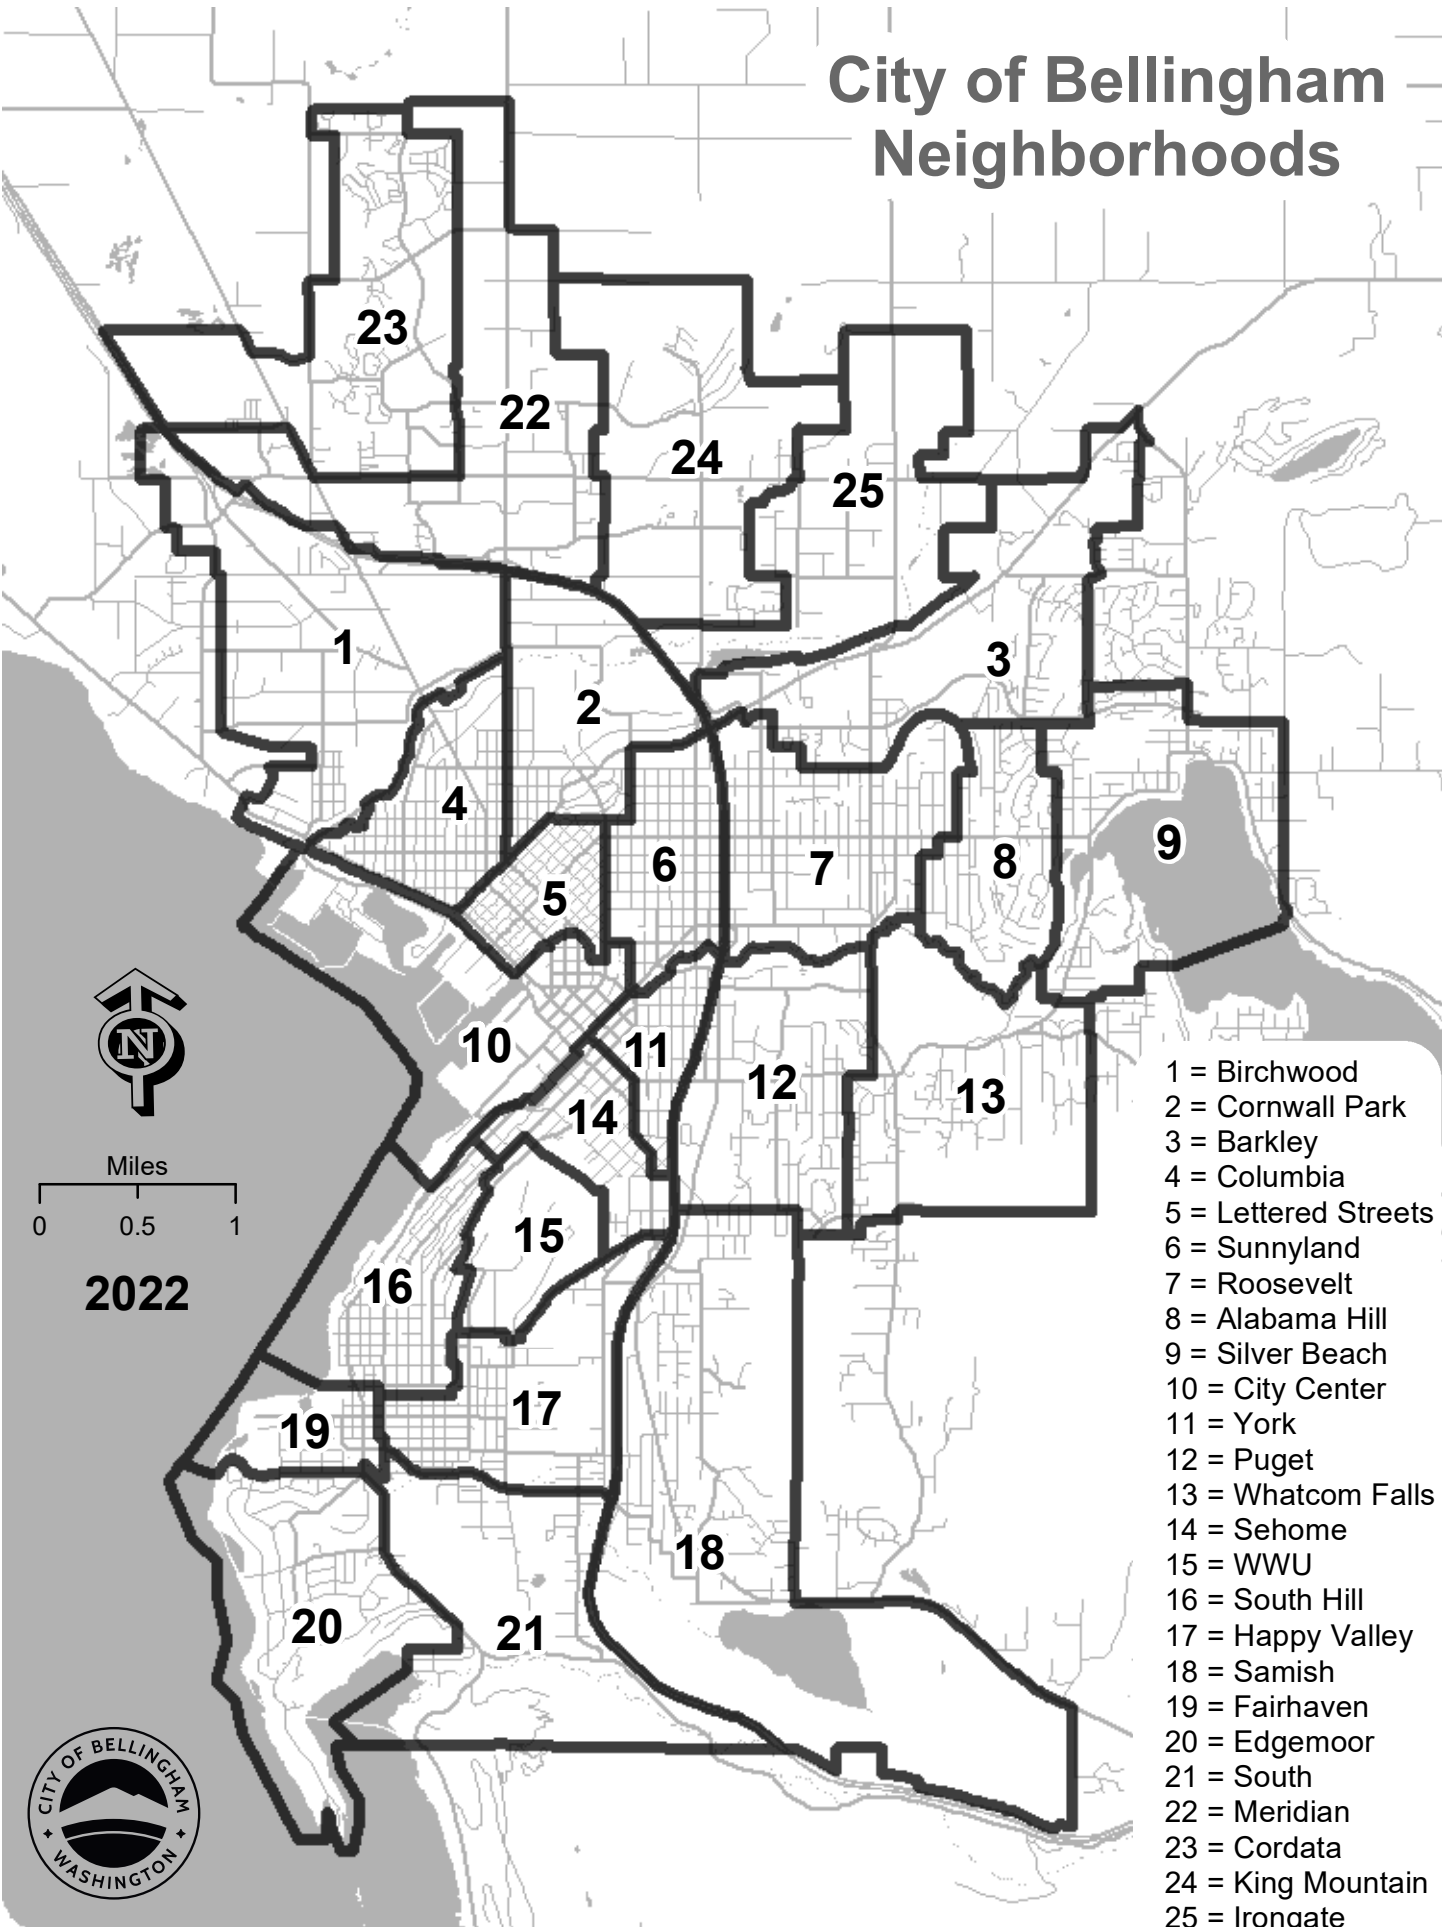 City of Bellingham
Neighborhoods
23
22
24
25
1
3
2
4
9
6
7
8
5
10
11
12
13
14
15
16
17
19
18
20
21
N
Miles
0 0.5 1
2022
1 = Birchwood
2 = Cornwall Park
3 = Barkley
4 = Columbia
5 = Lettered Streets
6 = Sunnyland
7 = Roosevelt
8 = Alabama Hill
9 = Silver Beach
10 = City Center
11 = York
12 = Puget
13 = Whatcom Falls
14 = Sehome
15 = WWU
16 = South Hill
17 = Happy Valley
18 = Samish
19 = Fairhaven
20 = Edgemoor
21 = South
22 = Meridian
23 = Cordata
24 = King Mountain
25 = Irongate
CITY OF BELLINGHAM
WASHINGTON